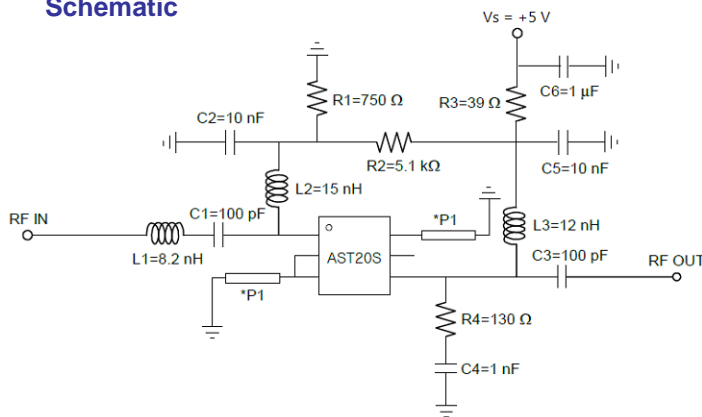 Schematic
Vs = +5 V
C6=1 μF
R1=750 Ω
R3=39 Ω
C2=10 nF
R2=5.1 kΩ
C5=10 nF
L2=15 nH
RF IN
C1=100 pF
*P1
L3=12 nH
L1=8.2 nH
AST20S
C3=100 pF
RF OUT
*P1
R4=130 Ω
C4=1 nF